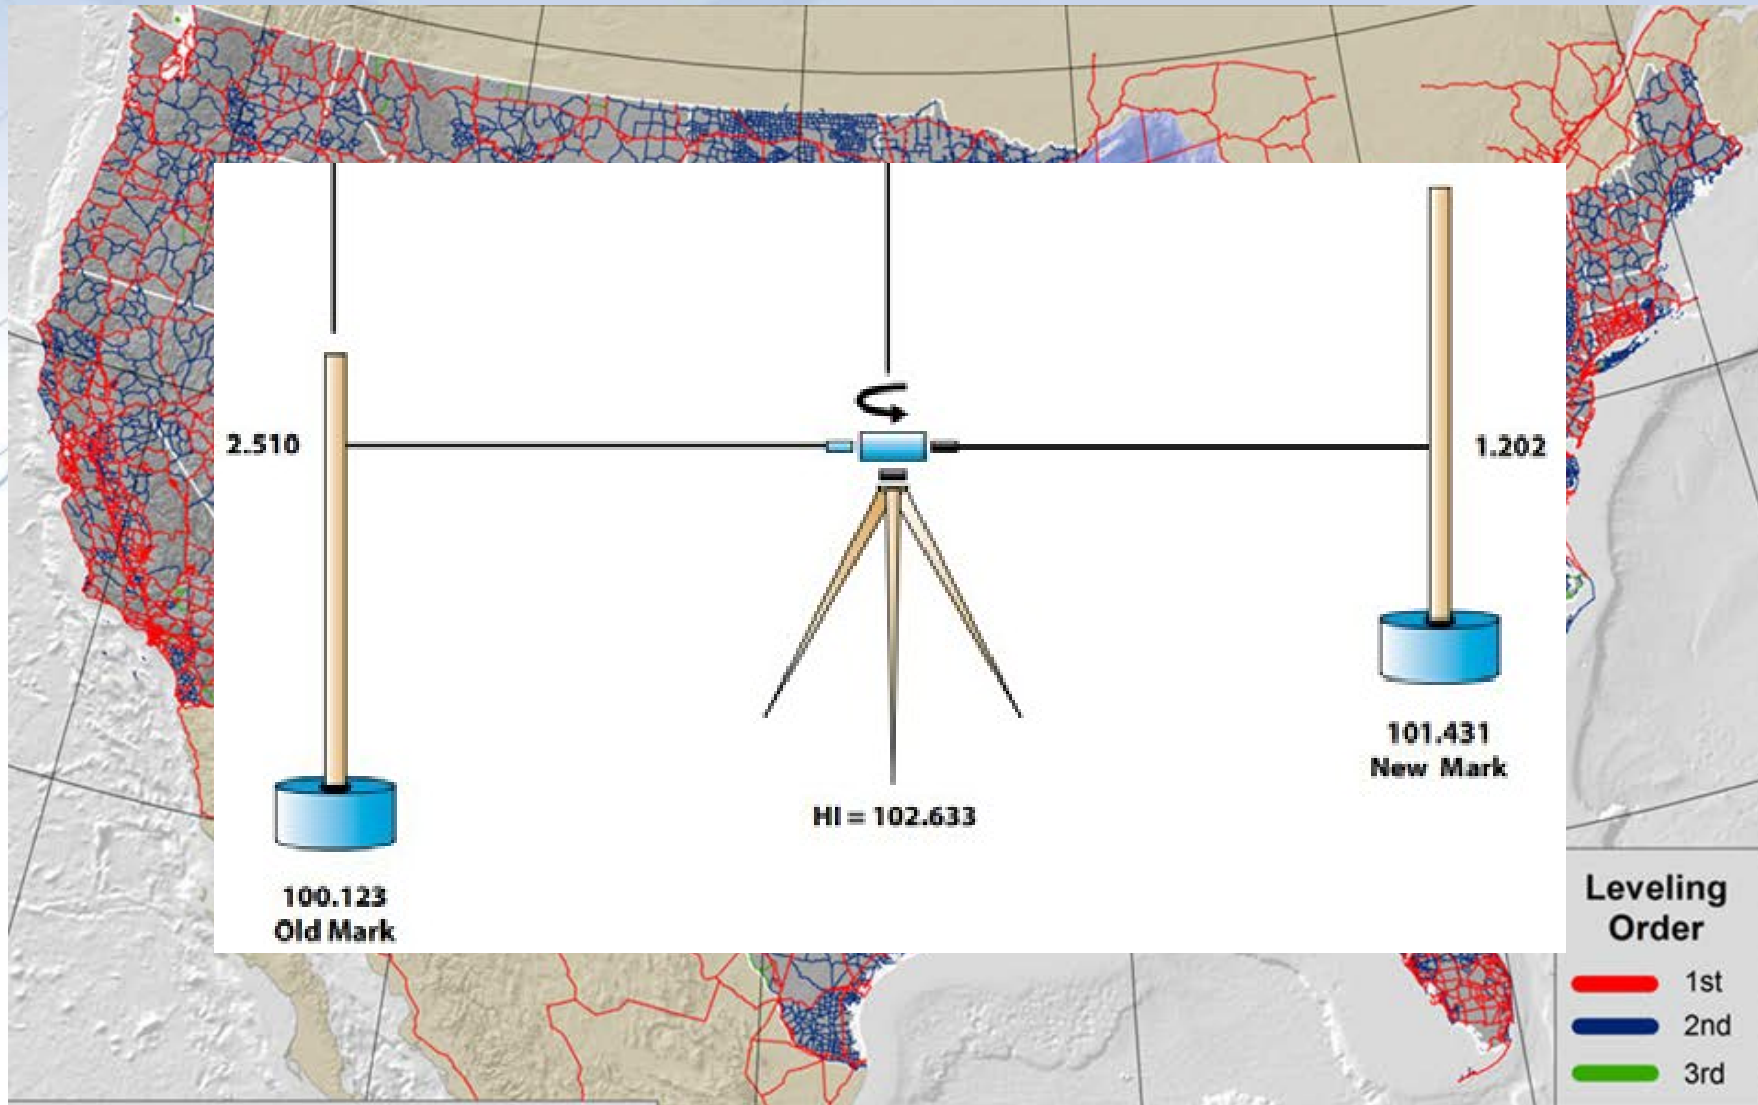 2.510
1.202
101.431
New Mark
HI = 102.633
100.123
Old Mark
Leveling
Order
1st
2nd
3rd